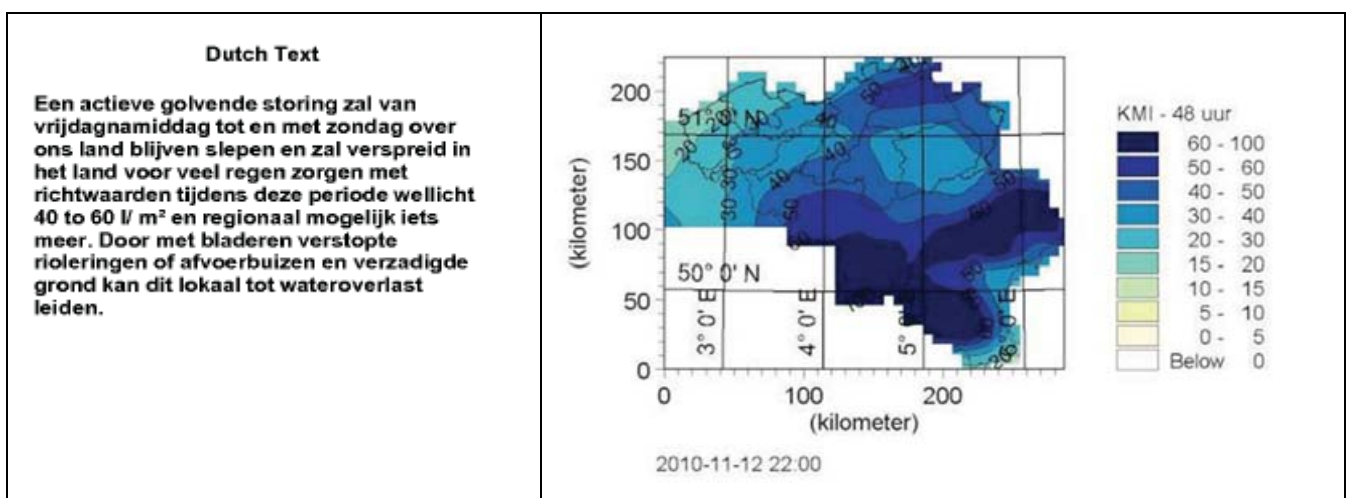 Dutch Text
Een actieve golvende storing zal van
vrijdagnamiddag tot en met zondag over
ons land blijven slepen en zal verspreid in
het land voor veel regen zorgen met
richtwaarden tijdens deze periode wellicht
40 to 60 l/ m² en regionaal mogelijk iets
meer. Door met bladeren verstopte
rioleringen of afvoerbuizen en verzadigde
grond kan dit lokaal tot wateroverlast
leiden.
(kilometer)
200
150
100
50
0
51° 0' N
50° 0' N
3° 0' E
4° 0' E
5° 0' E
6° 0' E
0 100 200
(kilometer)
2010-11-12 22:00
KMI - 48 uur
60 - 100
50 - 60
40 - 50
30 - 40
20 - 30
15 - 20
10 - 15
5 - 10
0 - 5
Below 0